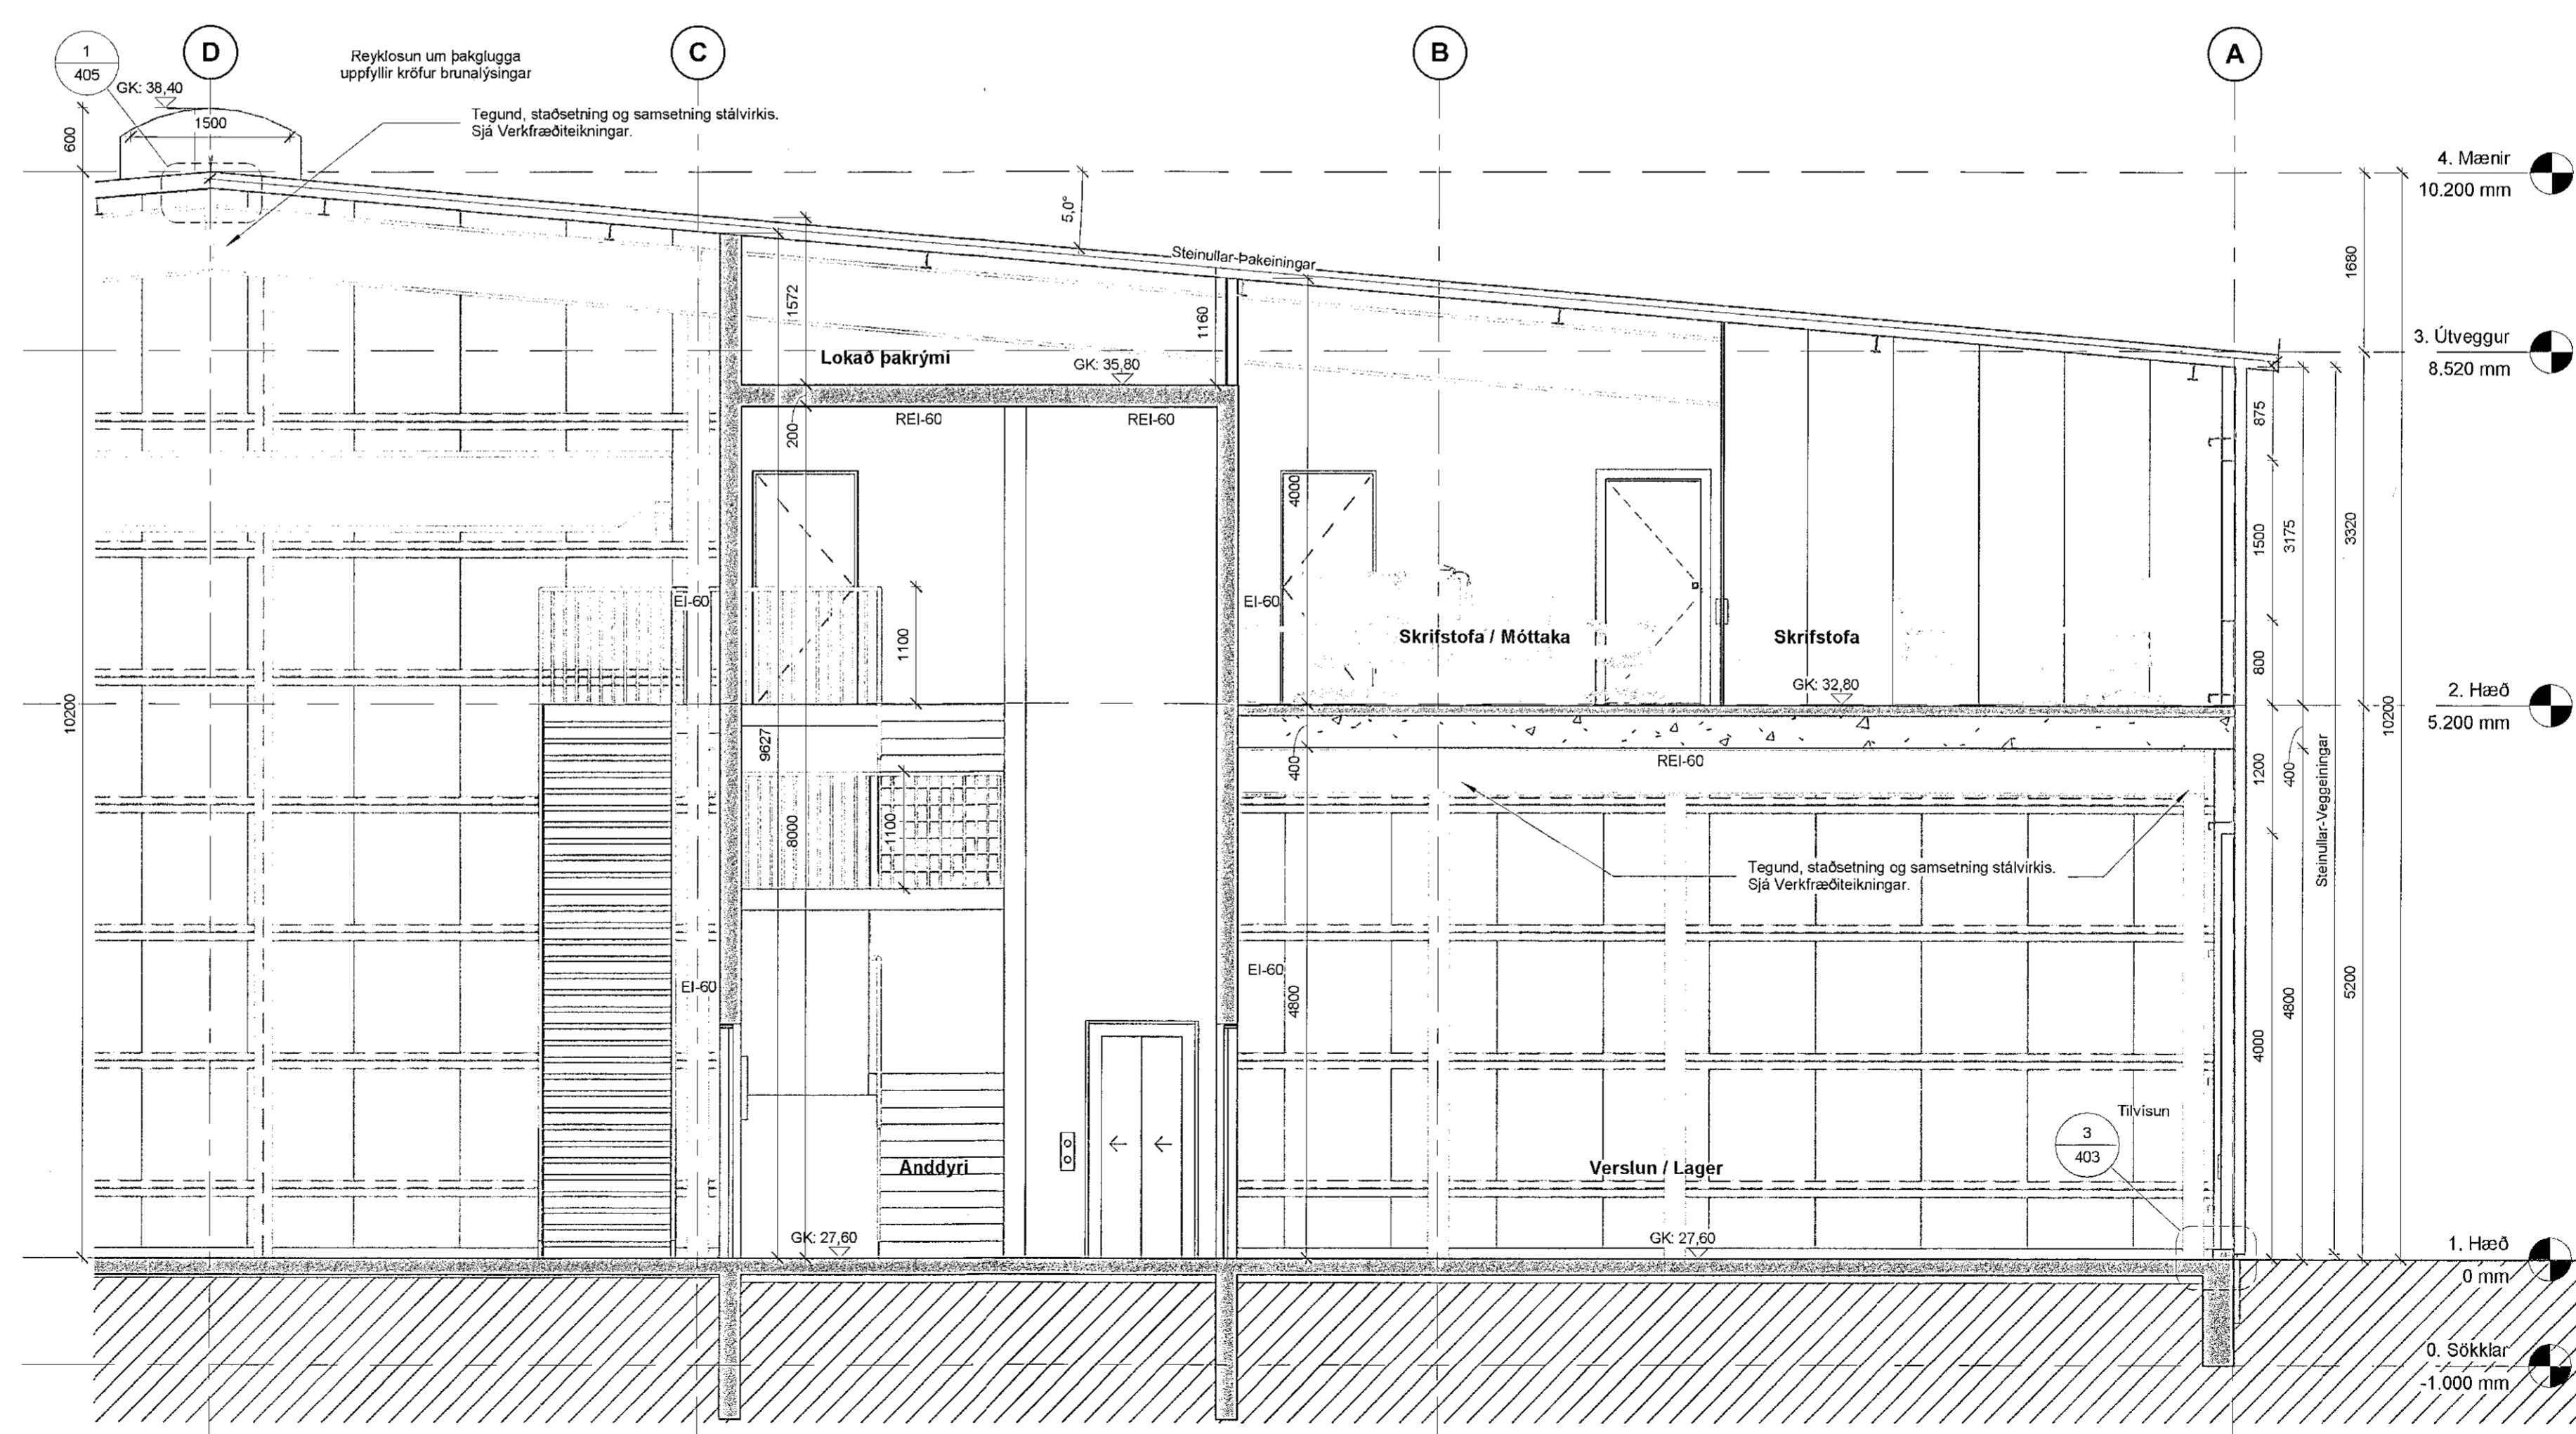 1
405
D
C
B
A
Reyklosun um þakglugga
uppfyllir kröfur brunalýsingar
GK: 38,40
1500
600
Tegund, staðsetning og samsetning stálvirkis.
Sjá Verkfræðiteikningar.
4. Mænir
10.200 mm
5,0°
Steinullar-Þakeiningar
1680
1572
1160
3. Útveggur
8.520 mm
Lokað þakrými
GK: 35,80
REI-60
REI-60
200
875
4000
1500
3175
3320
EI-60
EI-60
1100
Skrifstofa / Móttaka
Skrifstofa
800
GK: 32,80
2. Hæð
5.200 mm
10200
10200
9627
400
REI-60
1200
400
Steinullar-Veggeiningar
8000
1100
Tegund, staðsetning og samsetning stálvirkis.
Sjá Verkfræðiteikningar.
EI-60
EI-60
4800
4800
5200
4000
Tilvísun
3
403
Anddyri
Verslun / Lager
GK: 27,60
GK: 27,60
1. Hæð
0 mm
0. Sökklar
-1.000 mm